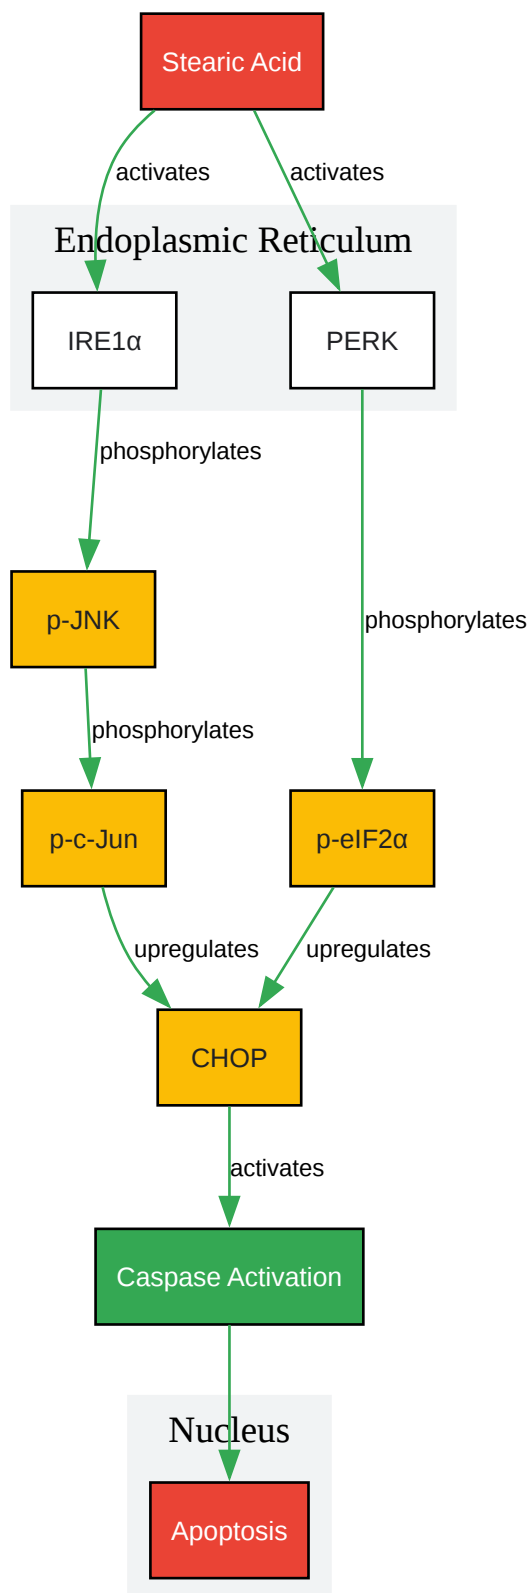 Stearic Acid
activates
activates
Endoplasmic Reticulum
IRE1α
PERK
phosphorylates
p-JNK
phosphorylates
phosphorylates
p-c-Jun
p-eIF2α
upregulates
upregulates
CHOP
activates
Caspase Activation
Nucleus
Apoptosis